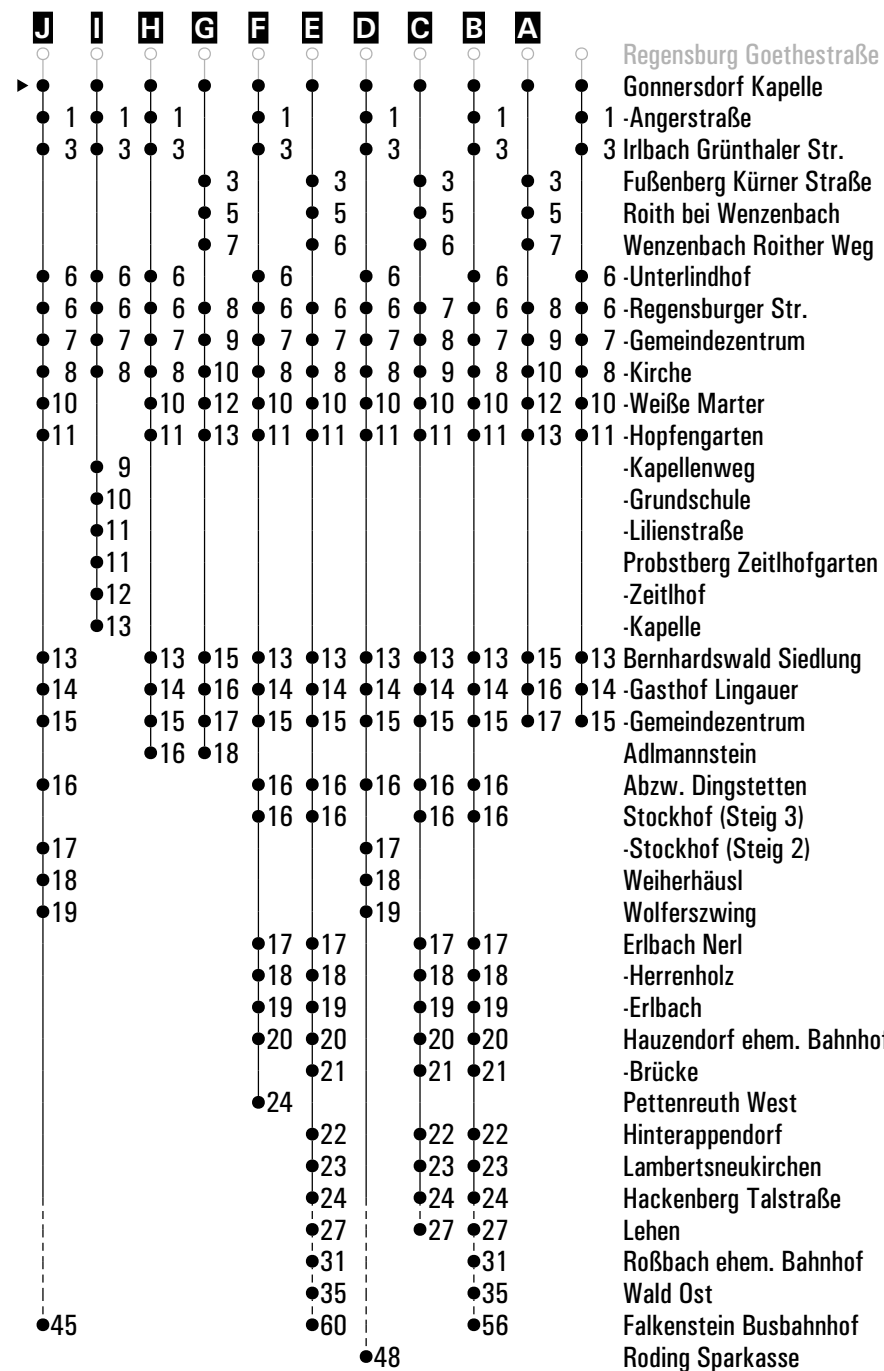 J I H G F E D C B A
Regensburg Goethestraße
Gonnersdorf Kapelle
1 1 1 1 1 1 1 -Angerstraße
3 3 3 3 3 3 3 Irlbach Grünthaler Str.
3 3 3 3 Fußenberg Kürner Straße
5 5 5 5 Roith bei Wenzenbach
7 6 6 7 Wenzenbach Roither Weg
6 6 6 6 6 6 6 -Unterlindhof
6 6 6 8 6 6 6 7 6 8 6 -Regensburger Str.
7 7 7 9 7 7 7 8 7 9 7 -Gemeindezentrum
8 8 8 10 8 8 8 9 8 10 8 -Kirche
10 10 12 10 10 10 10 10 12 10 -Weiße Marter
11 11 13 11 11 11 11 11 13 11 -Hopfengarten
9 -Kapellenweg
10 -Grundschule
11 -Lilienstraße
11 Probstberg Zeitlhofgarten
12 -Zeitlhof
13 -Kapelle
13 13 15 13 13 13 13 13 15 13 Bernhardswald Siedlung
14 14 16 14 14 14 14 14 16 14 -Gasthof Lingauer
15 15 17 15 15 15 15 15 17 15 -Gemeindezentrum
16 18 Adlmannstein
16 16 16 16 16 16 Abzw. Dingstetten
16 16 16 16 Stockhof (Steig 3)
17 17 -Stockhof (Steig 2)
18 18 Weiherhäusl
19 19 Wolferszwing
17 17 17 17 Erlbach Nerl
18 18 18 18 -Herrenholz
19 19 19 19 -Erlbach
20 20 20 20 Hauzendorf ehem. Bahnhof
21 21 21 -Brücke
24 Pettenreuth West
22 22 22 Hinterappendorf
23 23 23 Lambertsneukirchen
24 24 24 Hackenberg Talstraße
27 27 27 Lehen
31 31 Roßbach ehem. Bahnhof
35 35 Wald Ost
45 60 56 Falkenstein Busbahnhof
48 Roding Sparkasse